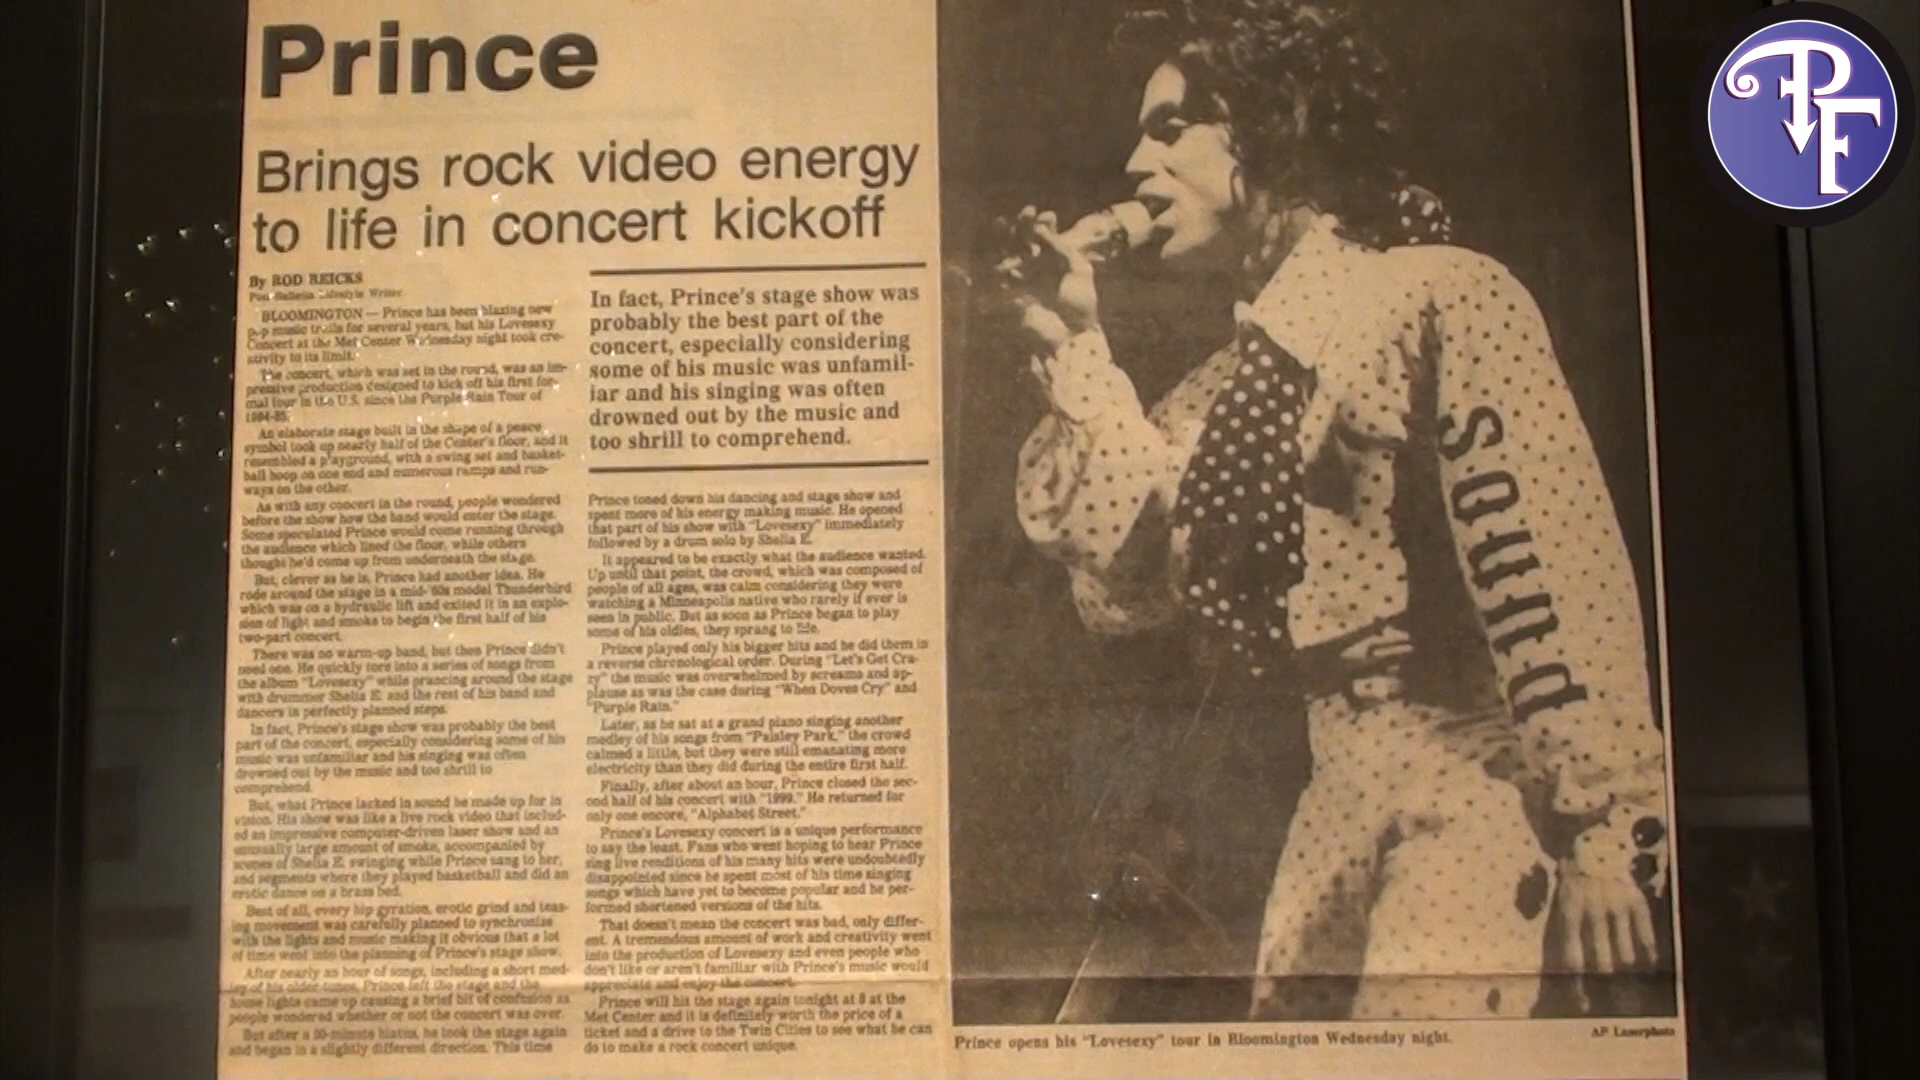 Prince
Brings rock video energy
to life in concert kickoff
By ROD REICKS
BLOOMINGTON — Prince has been blazing new
pop music trails for several years, but his Lovesexy
Concert at the Met Center Wednesday night took cre-
ativity to its limit.
The concert, which was set in the round, was an im-
pressive production designed to kick off his first for-
mal tour in the U.S. since the Purple Rain Tour of
1984-85.
An elaborate stage built in the shape of a peace
symbol took up nearly half of the Center's floor, and it
resembled a playground, with a swing set and basket-
ball hoop on one end and numerous ramps and run-
ways on the other.
As with any concert in the round, people wondered
before the show how the band would enter the stage.
Some speculated Prince would come running through
the audience which lined the floor, while others
thought he'd come up from underneath the stage.
But, clever as he is, Prince had another idea. He
rode around the stage in a mid-'60s model Thunderbird
which was on a hydraulic lift and exited it in an explo-
sion of light and smoke to begin the first half of his
two-part concert.
There was no warm-up band, but then Prince didn't
need one. He quickly tore into a series of songs from
the album "Lovesexy" while prancing around the stage
with drummer Shelia E. and the rest of his band and
dancers in perfectly planned steps.
In fact, Prince's stage show was probably the best
part of the concert, especially considering some of his
music was unfamiliar and his singing was often
drowned out by the music and too shrill to
comprehend.
But, what Prince lacked in sound he made up for in
vision. His show was like a live rock video that includ-
ed an impressive computer-driven laser show and an
unusually large amount of smoke, accompanied by
scenes of Shelia E. swinging while Prince sang to her,
and segments where they played basketball and did an
erotic dance on a brass bed.
Best of all, every hip gyration, erotic grind and teas-
ing movement was carefully planned to synchronize
with the lights and music making it obvious that a lot
of time went into the planning of Prince's stage show.
After nearly an hour of songs, including a short med-
ley of his older tunes, Prince left the stage and the
house lights came up causing a brief bit of confusion as
people wondered whether or not the concert was over.
But after a 20-minute hiatus, he took the stage again
and began in a slightly different direction. This time
In fact, Prince's stage show was
probably the best part of the
concert, especially considering
some of his music was unfamil-
iar and his singing was often
drowned out by the music and
too shrill to comprehend.
Prince toned down his dancing and stage show and
spent more of his energy making music. He opened
that part of his show with "Lovesexy" immediately
followed by a drum solo by Shelia E.
It appeared to be exactly what the audience wanted.
Up until that point, the crowd, which was composed of
people of all ages, was calm considering they were
watching a Minneapolis native who rarely if ever is
seen in public. But as soon as Prince began to play
some of his oldies, they sprang to life.
Prince played only his bigger hits and he did them in
a reverse chronological order. During "Let's Get Cra-
zy" the music was overwhelmed by screams and ap-
plause as was the case during "When Doves Cry" and
"Purple Rain."
Later, as he sat at a grand piano singing another
medley of his songs from "Paisley Park," the crowd
calmed a little, but they were still emanating more
electricity than they did during the entire first half.
Finally, after about an hour, Prince closed the sec-
ond half of his concert with "1999." He returned for
only one encore, "Alphabet Street."
Prince's Lovesexy concert is a unique performance
to say the least. Fans who went hoping to hear Prince
sing live renditions of his many hits were undoubtedly
disappointed since he spent most of his time singing
songs which have yet to become popular and he per-
formed shortened versions of the hits.
That doesn't mean the concert was bad, only differ-
ent. A tremendous amount of work and creativity went
into the production of Lovesexy and even people who
don't like or aren't familiar with Prince's music would
appreciate and enjoy the concert.
Prince will hit the stage again tonight at 8 at the
Met Center and it is definitely worth the price of a
ticket and a drive to the Twin Cities to see what he can
do to make a rock concert unique.
sound
AP Laserphoto
Prince opens his "Lovesexy" tour in Bloomington Wednesday night.
PF